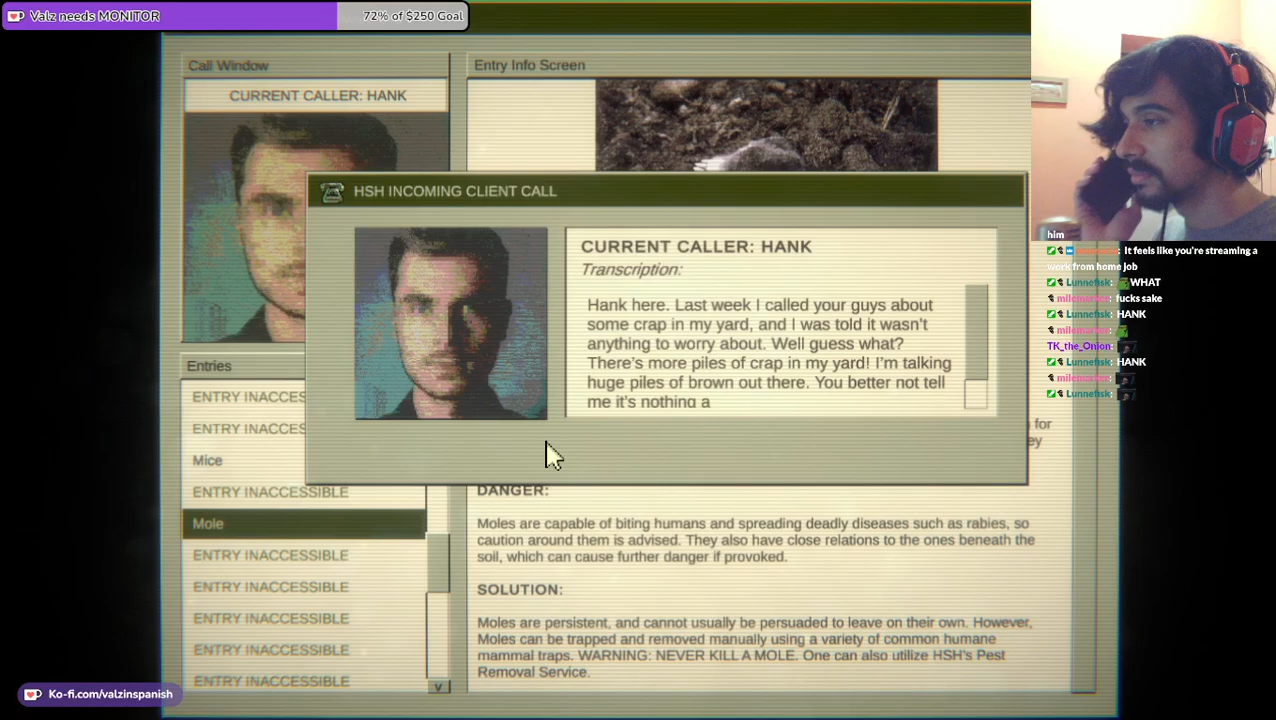 Valz needs MONITOR
72% of $250 Goal
Call Window
CURRENT CALLER: HANK
Entry Info Screen
HSH INCOMING CLIENT CALL
CURRENT CALLER: HANK
Transcription:
Hank here. Last week I called your guys about
some crap in my yard, and I was told it wasn't
anything to worry about. Well guess what?
There's more piles of crap in my yard! I'm talking
huge piles of brown out there. You better not tell
me it's nothing a
Entries
ENTRY INACCESS
ENTRY INACCESS
Mice
ENTRY INACCESSIBLE
Mole
ENTRY INACCESSIBLE
ENTRY INACCESSIBLE
ENTRY INACCESSIBLE
ENTRY INACCESSIBLE
ENTRY INACCESSIBLE
for
DANGER:
Moles are capable of biting humans and spreading deadly diseases such as rabies, so
caution around them is advised. They also have close relations to the ones beneath the
soil, which can cause further danger if provoked.
SOLUTION:
Moles are persistent, and cannot usually be persuaded to leave on their own. However,
Moles can be trapped and removed manually using a variety of common humane
mammal traps. WARNING: NEVER KILL A MOLE. One can also utilize HSH's Pest
Removal Service.
him
It feels like you're streaming a
work from home job
Lunnefisk: WHAT
fucks sake
Lunnefisk: HANK
TK_the_Onion:
Lunnefisk: HANK
Lunnefisk:
Ko-fi.com/valzinspanish